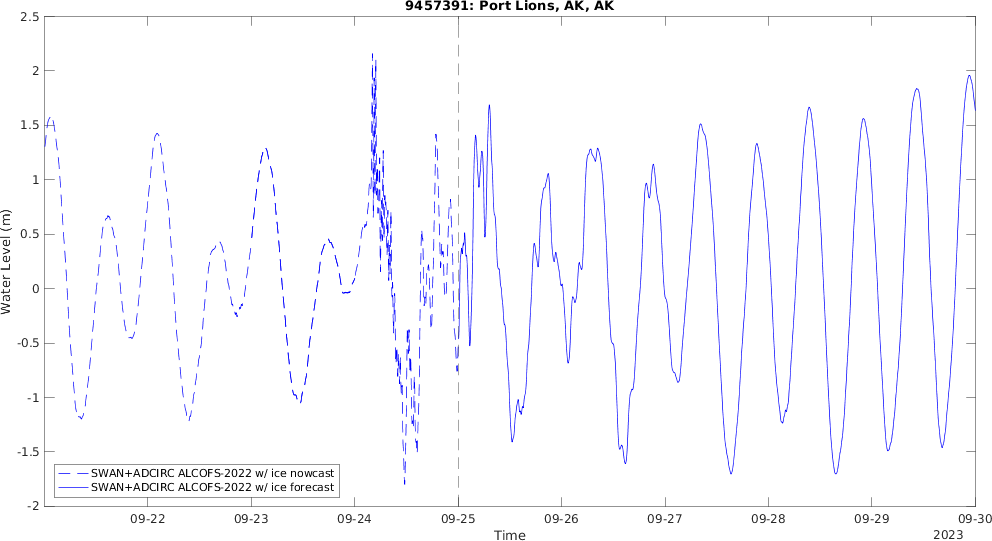 9457391: Port Lions, AK, AK
2.5
2
1.5
1
0.5
0
-0.5
-1
-1.5
-2
Water Level (m)
SWAN+ADCIRC ALCOFS-2022 w/ ice nowcast
SWAN+ADCIRC ALCOFS-2022 w/ ice forecast
09-22 09-23 09-24 09-25 09-26 09-27 09-28 09-29 09-30
Time
2023